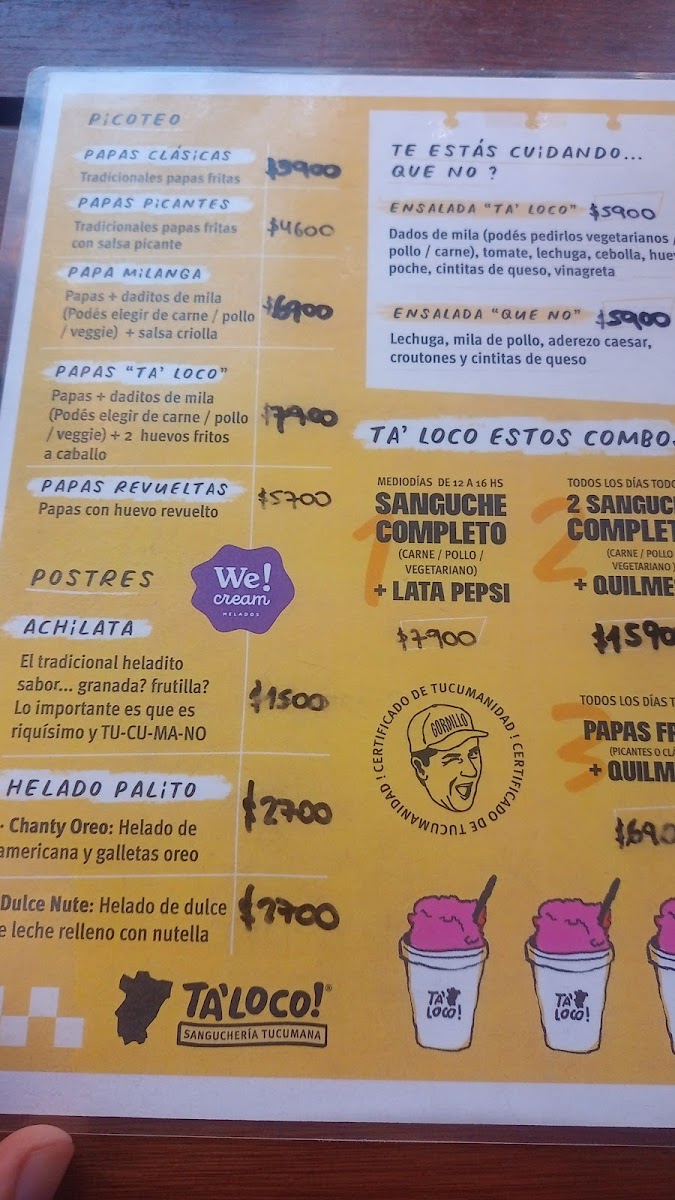 PICOTEO
PAPAS CLÁSICAS
Tradicionales papas fritas
$3900
PAPAS PICANTES
Tradicionales papas fritas
con salsa picante
$4600
PAPA MILANGA
Papas + daditos de mila
(Podés elegir de carne / pollo
/ veggie) + salsa criolla
$6900
PAPAS "TA' LOCO"
Papas + daditos de mila
(Podés elegir de carne / pollo
/ veggie) + 2 huevos fritos
a caballo
$7900
PAPAS REVUELTAS
Papas con huevo revuelto
$5700
POSTRES
We!
cream
HELADOS
ACHILATA
El tradicional heladito
sabor... granada? frutilla?
Lo importante es que es
riquísimo y TU-CU-MA-NO
$1500
HELADO PALITO
· Chanty Oreo: Helado de
americana y galletas oreo
$2700
Dulce Nute: Helado de dulce
e leche relleno con nutella
$2700
TA'LOCO!®
SANGUCHERÍA TUCUMANA
TE ESTÁS CUIDANDO...
QUE NO ?
ENSALADA "TA' LOCO" $5900
Dados de mila (podés pedirlos vegetarianos /
pollo / carne), tomate, lechuga, cebolla, hue
poche, cintitas de queso, vinagreta
ENSALADA "QUE NO" $5900
Lechuga, mila de pollo, aderezo caesar,
croutones y cintitas de queso
TA' LOCO ESTOS COMBOS
MEDIODÍAS DE 12 A 16 HS
1
SANGUCHE
COMPLETO
(CARNE / POLLO /
VEGETARIANO)
+ LATA PEPSI
$7900
TODOS LOS DÍAS TODO
2
2 SANGUC
COMPLET
(CARNE / POLLO
VEGETARIANO)
+ QUILME
$1590
CERTIFICADO DE TUCUMANIDAD ! CERTIFICADO DE TUCUMANIDAD !
GORDILLO
TODOS LOS DÍAS T
3
PAPAS FR
(PICANTES O CLÁ
+ QUILM
$690
TA'
LOCO!
TA'
LOCO!